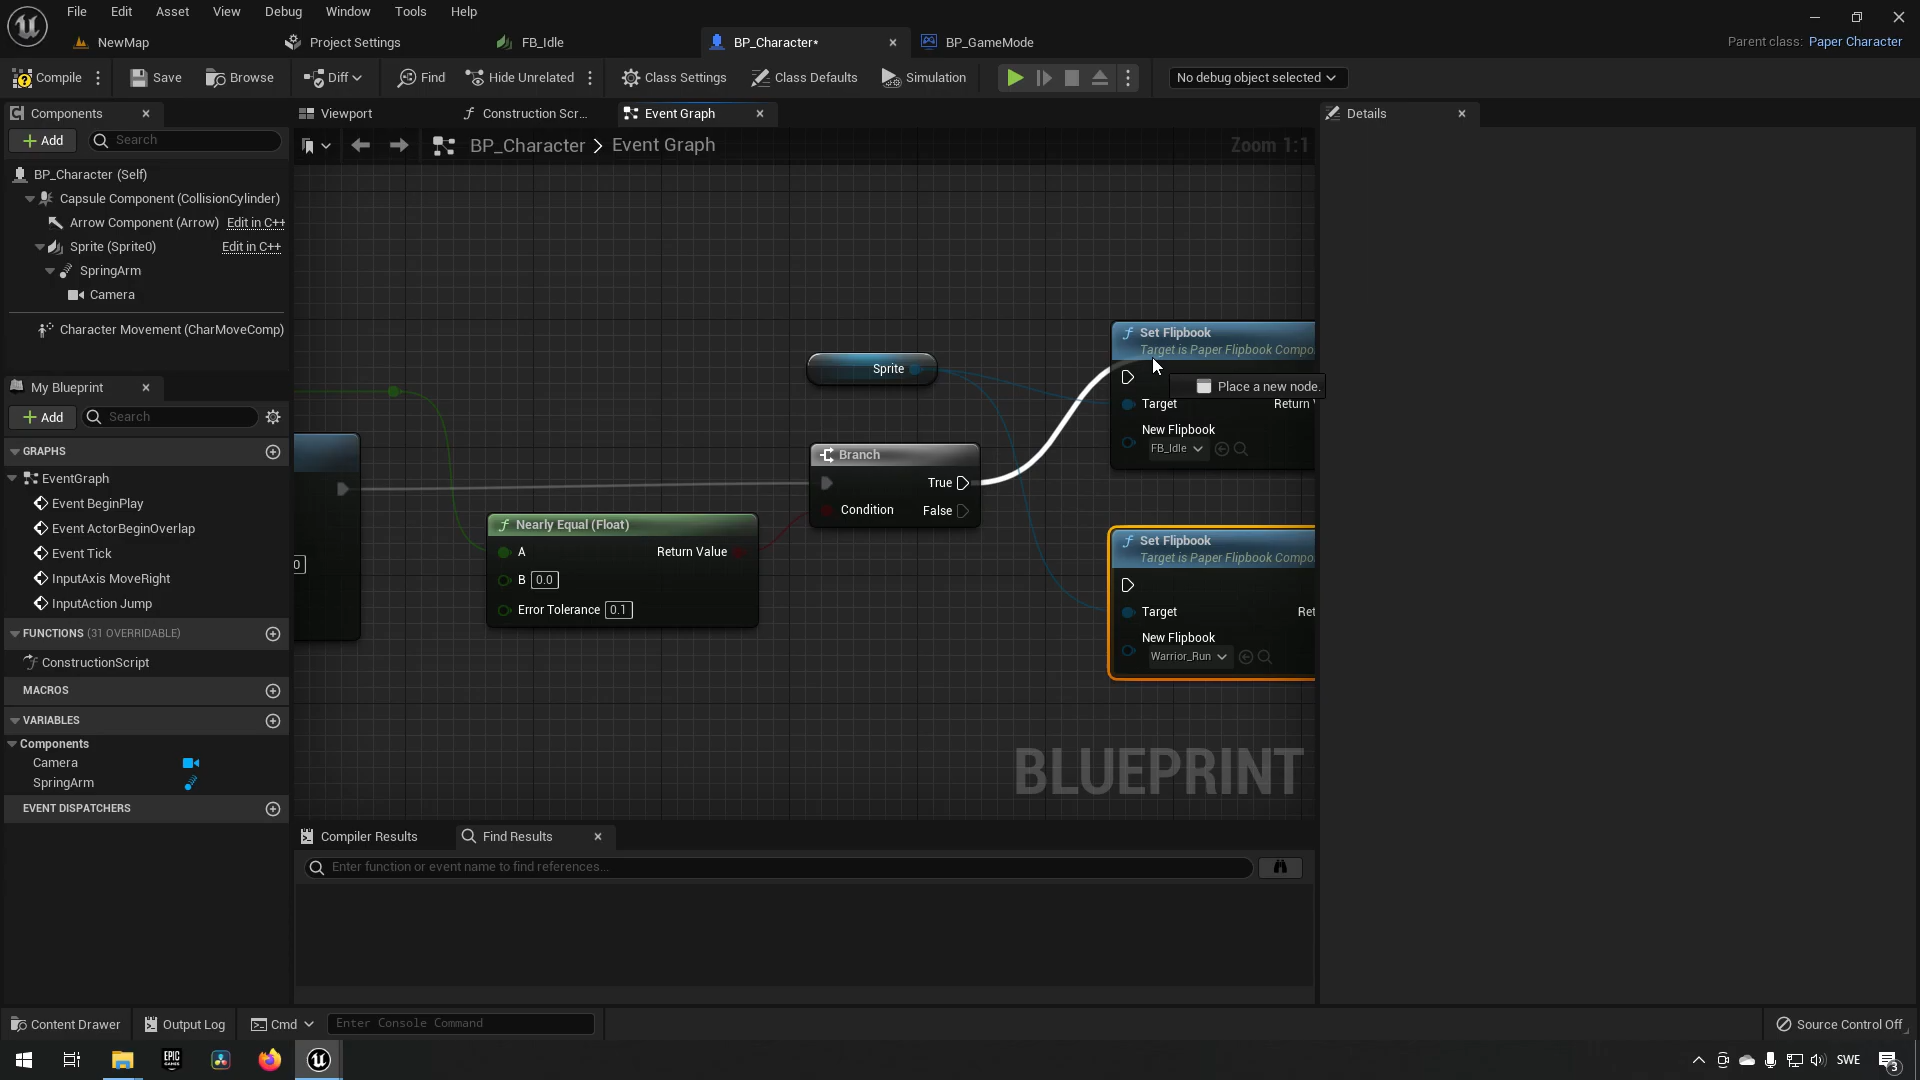 File Edit Asset View Debug Window Tools Help
NewMap Project Settings FB_Idle BP_Character* BP_GameMode Parent class: Paper Character
Compile Save Browse Diff Find Hide Unrelated Class Settings Class Defaults Simulation No debug object selected
Components Viewport Construction Scr... Event Graph Details
Add Search
BP_Character Event Graph Zoom 1:1
BP_Character (Self)
Capsule Component (CollisionCylinder)
Arrow Component (Arrow) Edit in C++
Sprite (Sprite0) Edit in C++
SpringArm
Camera
Character Movement (CharMoveComp)
My Blueprint
Add Search
GRAPHS
EventGraph
Event BeginPlay
Event ActorBeginOverlap
Event Tick
InputAxis MoveRight
InputAction Jump
FUNCTIONS (31 OVERRIDABLE)
ConstructionScript
MACROS
VARIABLES
Components
Camera
SpringArm
EVENT DISPATCHERS
0
Nearly Equal (Float)
A Return Value
B 0.0
Error Tolerance 0.1
Sprite
Branch
True
Condition False
Set Flipbook
Target is Paper Flipbook Compo
Place a new node.
Target Return
New Flipbook
FB_Idle
Set Flipbook
Target is Paper Flipbook Compo
Target Ret
New Flipbook
Warrior_Run
BLUEPRINT
Compiler Results Find Results
Enter function or event name to find references...
Content Drawer Output Log Cmd Enter Console Command Source Control Off
EPIC GAMES
SWE
3